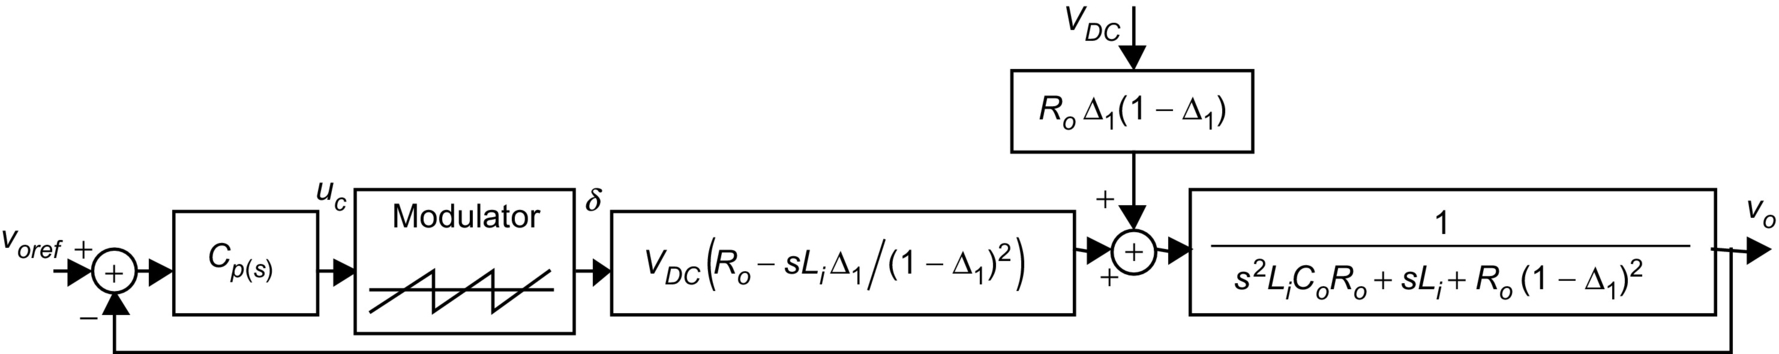 V_DC
R_o Δ_1(1 − Δ_1)
v_oref
+
+
−
C_p(s)
u_c
Modulator
δ
V_DC(R_o − sL_iΔ_1/(1 − Δ_1)^2)
+
+
+
1
s^2L_iC_oR_o + sL_i + R_o (1 − Δ_1)^2
v_o